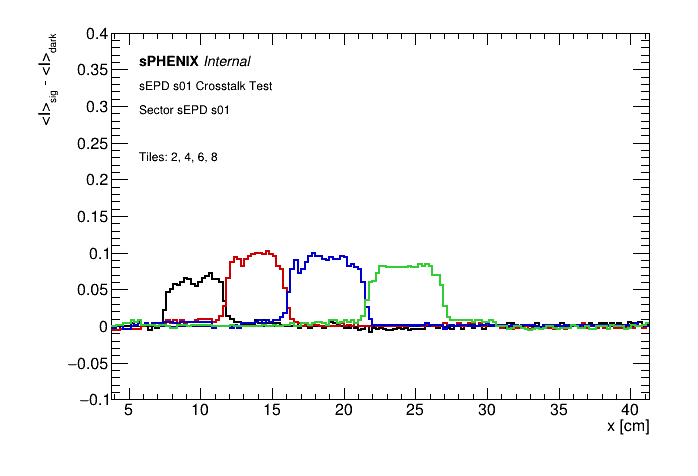 <I>sig - <I>dark
0.4
0.35
0.3
0.25
0.2
0.15
0.1
0.05
0
−0.05
−0.1
sPHENIX Internal
sEPD s01 Crosstalk Test
Sector sEPD s01
Tiles: 2, 4, 6, 8
5 10 15 20 25 30 35 40
x [cm]